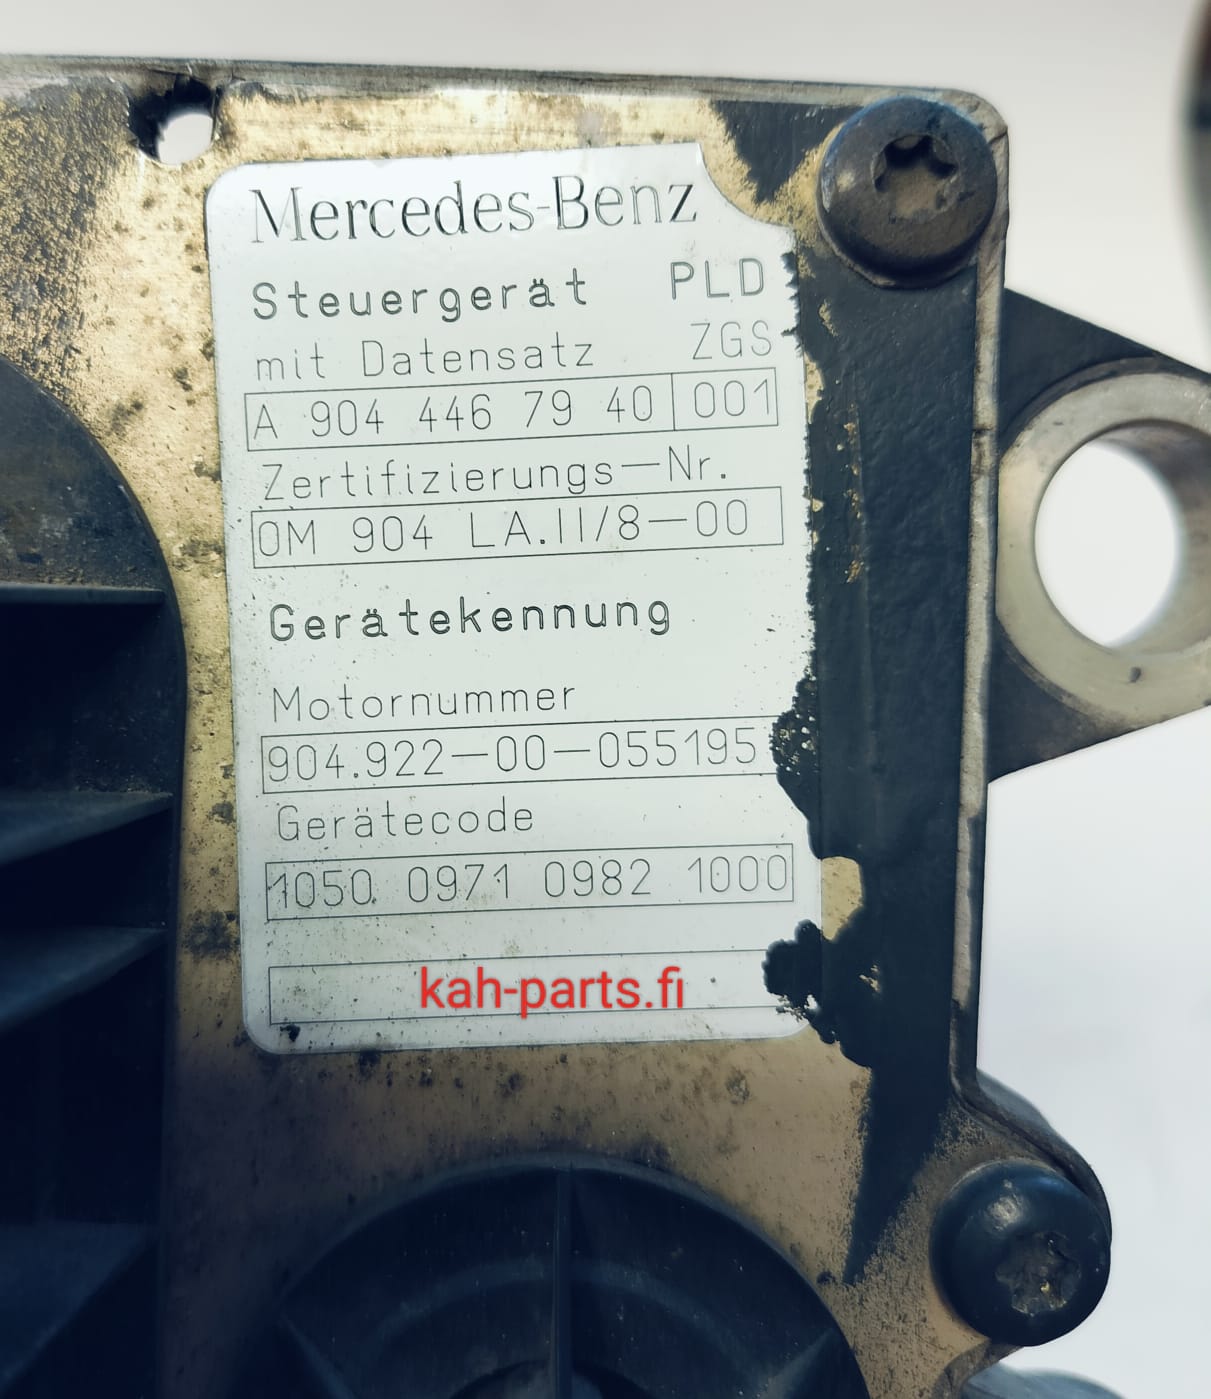 Mercedes-Benz
Steuergerät PLD
mit Datensatz ZGS
A 904 446 79 40 001
Zertifizierungs-Nr.
OM 904 LA.II/8-00
Gerätekennung
Motornummer
904.922-00-055195
Gerätecode
1050 0971 0982 1000
kah-parts.fi